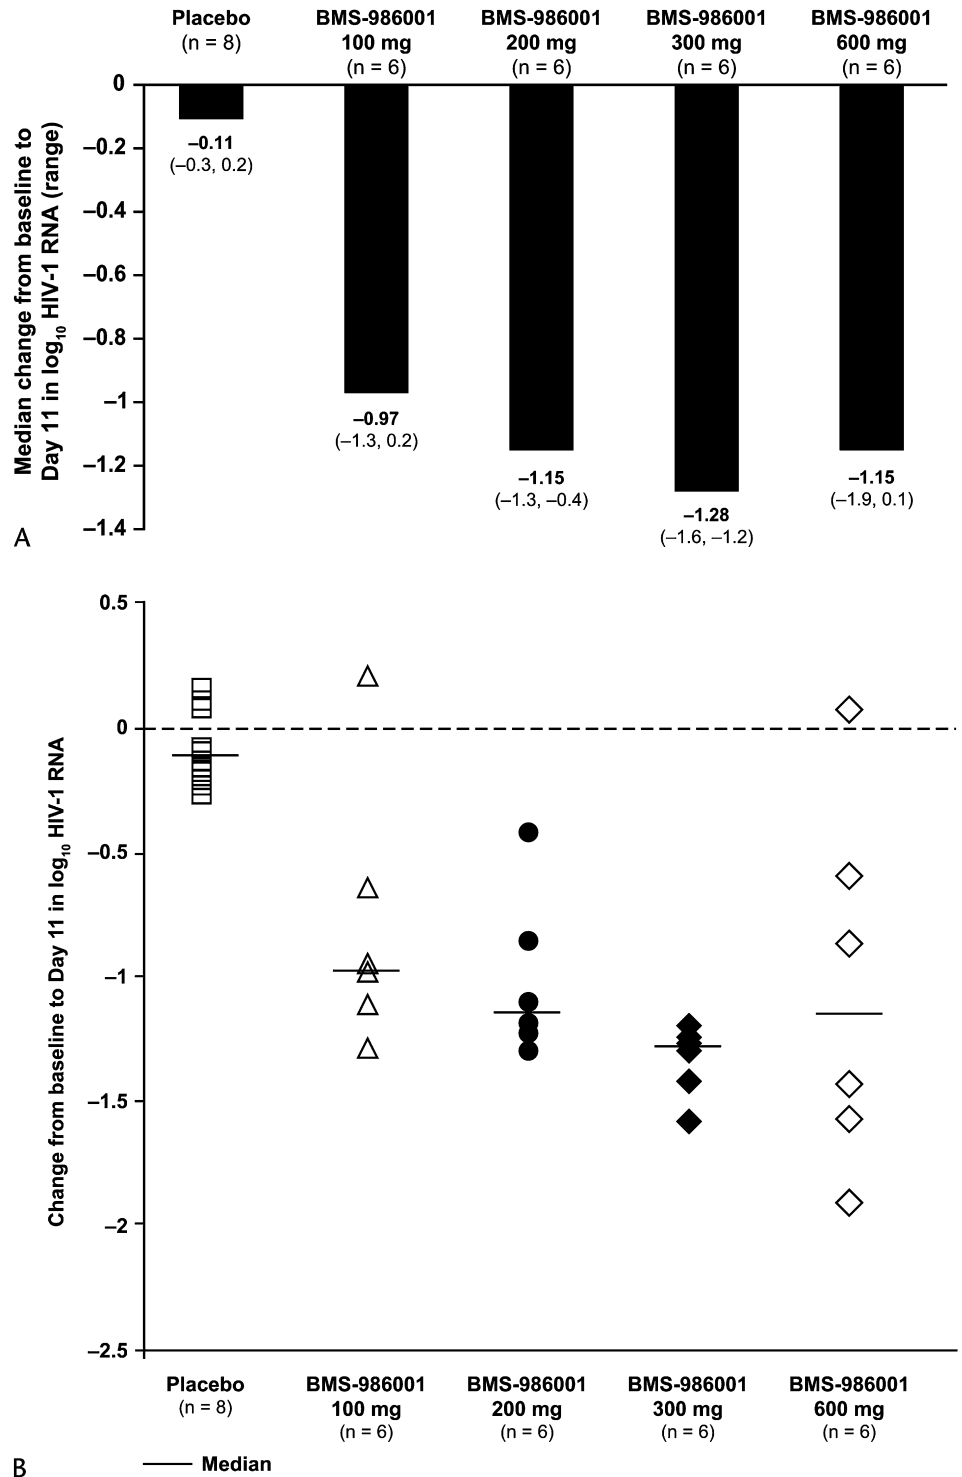 Placebo
(n = 8)
BMS-986001
100 mg
(n = 6)
BMS-986001
200 mg
(n = 6)
BMS-986001
300 mg
(n = 6)
BMS-986001
600 mg
(n = 6)
Median change from baseline to
Day 11 in log10 HIV-1 RNA (range)
0
–0.2
–0.4
–0.6
–0.8
–1
–1.2
–1.4
–0.11
(–0.3, 0.2)
–0.97
(–1.3, 0.2)
–1.15
(–1.3, –0.4)
–1.28
(–1.6, –1.2)
–1.15
(–1.9, 0.1)
A
Change from baseline to Day 11 in log10 HIV-1 RNA
0.5
0
–0.5
–1
–1.5
–2
–2.5
Placebo
(n = 8)
BMS-986001
100 mg
(n = 6)
BMS-986001
200 mg
(n = 6)
BMS-986001
300 mg
(n = 6)
BMS-986001
600 mg
(n = 6)
B
Median